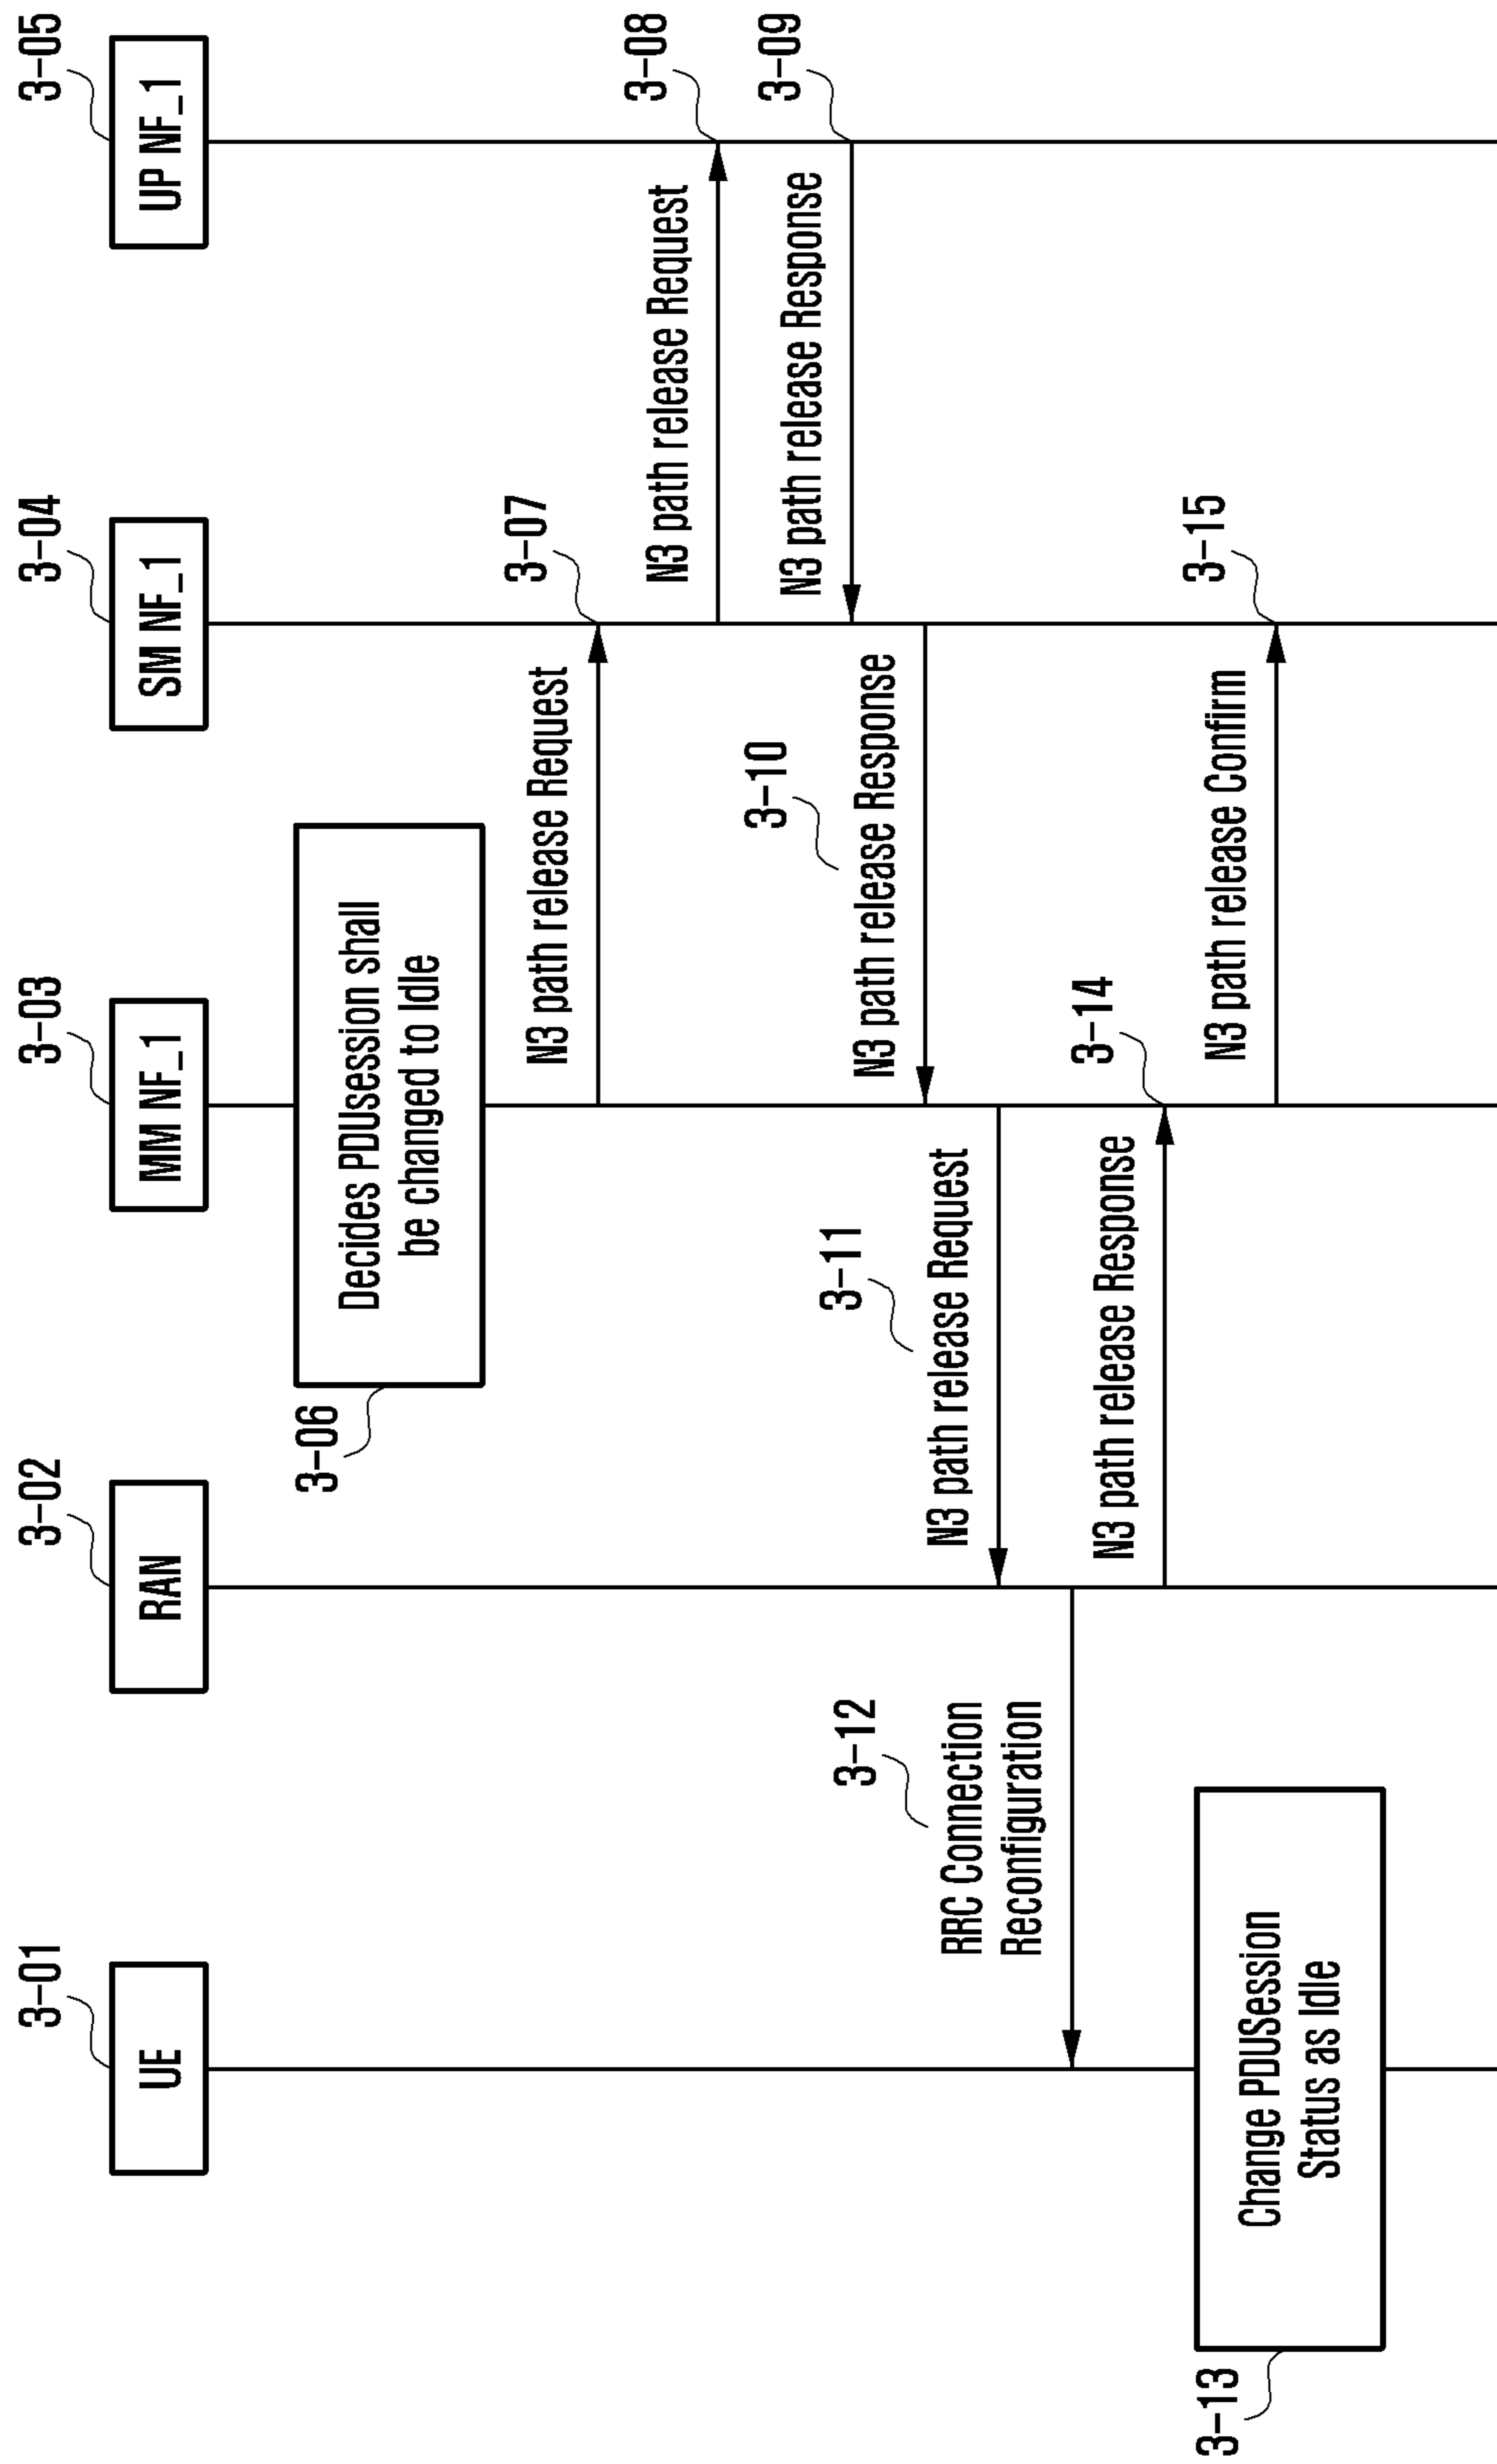 3-01
3-02
3-03
3-04
3-05
UE
RAN
MM NF_1
SM NF_1
UP NF_1
3-06
Decides PDUsession shall
be changed to Idle
3-07
N3 path release Request
3-08
N3 path release Request
3-09
N3 path release Response
3-10
N3 path release Response
3-11
N3 path release Request
3-12
RRC Connection
Reconfiguration
3-13
Change PDUSession
Status as Idle
3-14
N3 path release Response
3-15
N3 path release Confirm